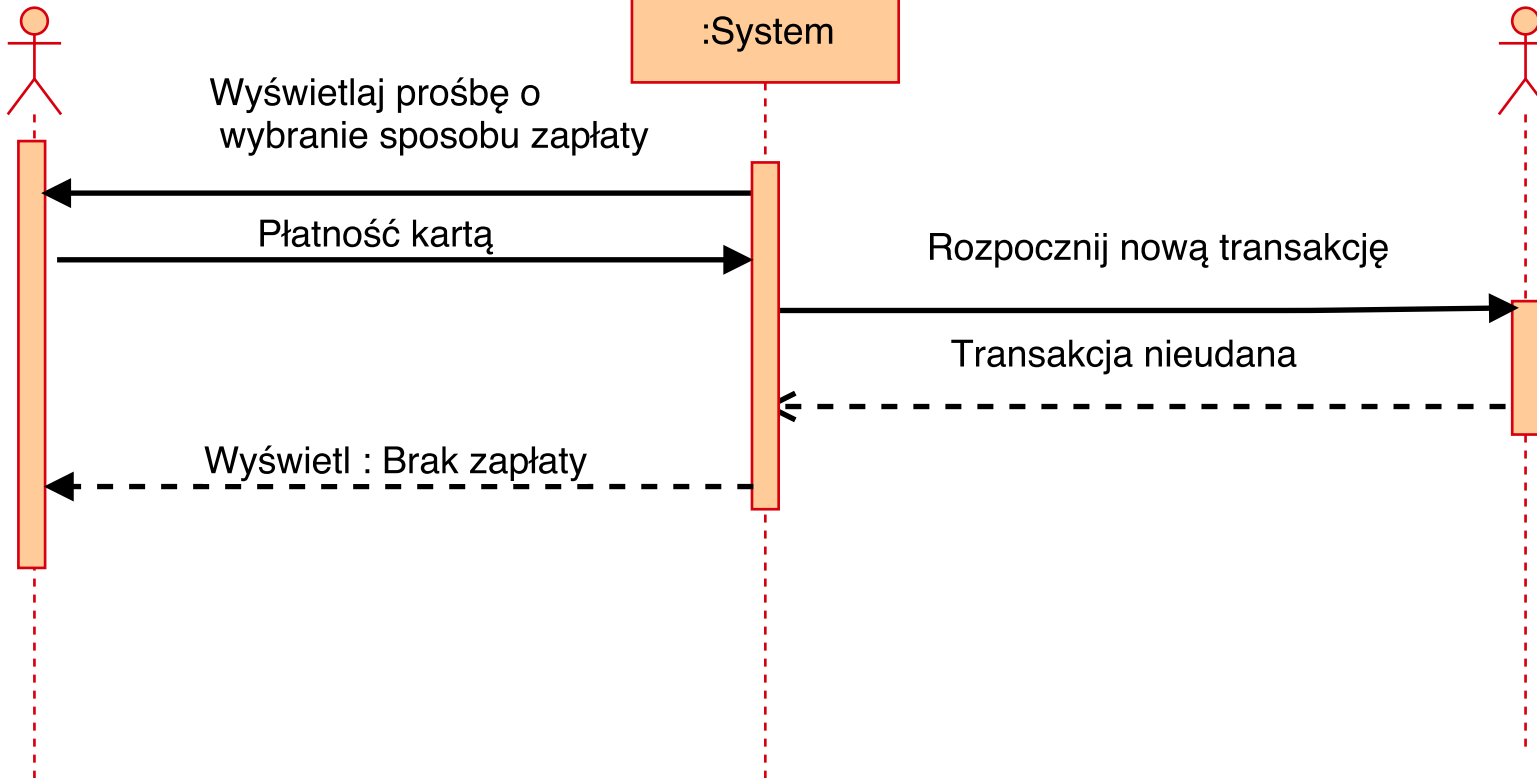 :System
Wyświetlaj prośbę o
wybranie sposobu zapłaty
Płatność kartą
Rozpocznij nową transakcję
Transakcja nieudana
Wyświetl : Brak zapłaty